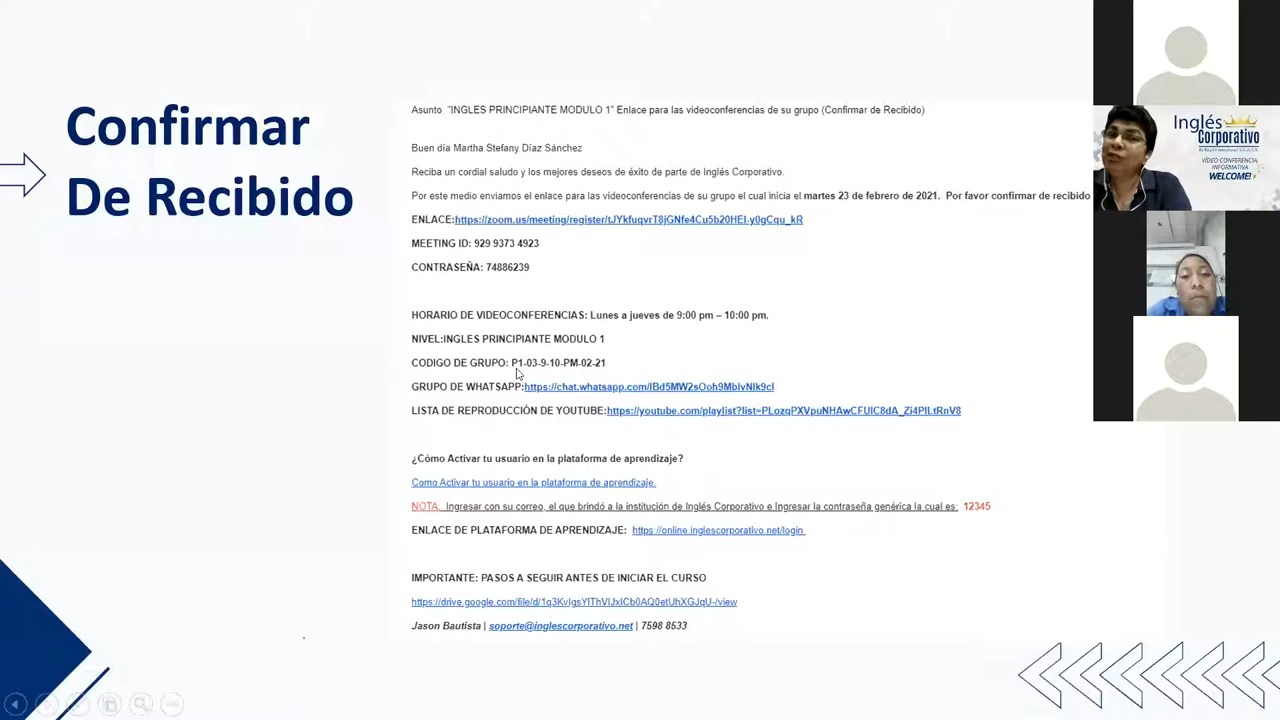 Confirmar
De Recibido
Asunto "INGLES PRINCIPIANTE MODULO 1" Enlace para las videoconferencias de su grupo (Confirmar de Recibido)
Buen día Martha Stefany Díaz Sánchez
Reciba un cordial saludo y los mejores deseos de éxito de parte de Inglés Corporativo.
Por este medio enviamos el enlace para las videoconferencias de su grupo el cual inicia el martes 23 de febrero de 2021. Por favor confirmar de recibido
ENLACE:https://zoom.us/meeting/register/tJYkfuqvrT8jGNfe4Cu5b20HEI-y0gCqu_kR
MEETING ID: 929 9373 4923
CONTRASEÑA: 74886239
HORARIO DE VIDEOCONFERENCIAS: Lunes a jueves de 9:00 pm – 10:00 pm.
NIVEL:INGLES PRINCIPIANTE MODULO 1
CODIGO DE GRUPO: P1-03-9-10-PM-02-21
GRUPO DE WHATSAPP:https://chat.whatsapp.com/IBd5MW2sOoh9MbIvNIk9cI
LISTA DE REPRODUCCIÓN DE YOUTUBE:https://youtube.com/playlist?list=PLozqPXVpuNHAwCFUIC8dA_Zi4PILtRnV8
¿Cómo Activar tu usuario en la plataforma de aprendizaje?
Como Activar tu usuario en la plataforma de aprendizaje.
NOTA: Ingresar con su correo, el que brindó a la institución de Inglés Corporativo e Ingresar la contraseña genérica la cual es: 12345
ENLACE DE PLATAFORMA DE APRENDIZAJE: https://online.inglescorporativo.net/login
IMPORTANTE: PASOS A SEGUIR ANTES DE INICIAR EL CURSO
https://drive.google.com/file/d/1q3KvIgsYIThVIJxICb0AQ0etUhXGJqU-/view
Jason Bautista | soporte@inglescorporativo.net | 7598 8533
Inglés
Corporativo
VIDEO CONFERENCIA
INFORMATIVA
WELCOME!